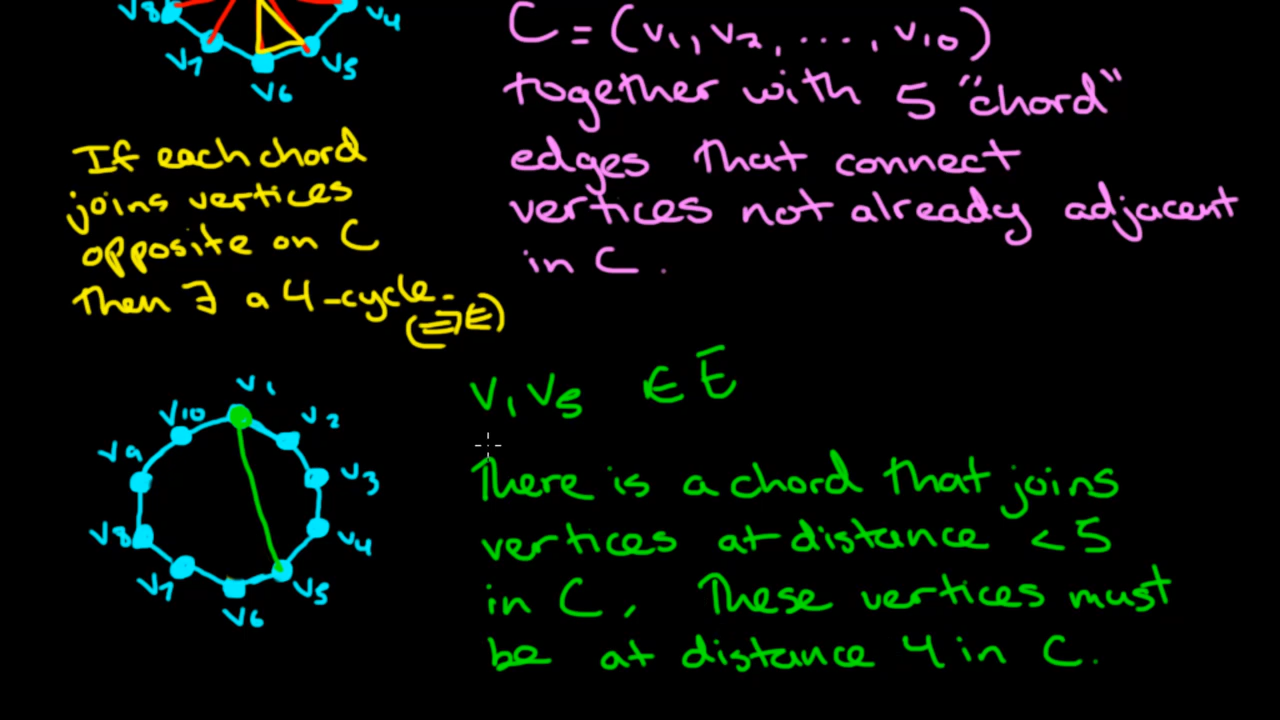 v8 v7 v6 v5 v4
C = (v1, v2, ..., v10)
together with 5 "chord"
edges that connect
vertices not already adjacent
in C.
If each chord
joins vertices
opposite on C
Then ∃ a 4-cycle.
(⇒⇐)
v1 v2 v3 v4 v5 v6 v7 v8 v9 v10
v1v5 ∈ E
There is a chord that joins
vertices at distance < 5
in C, These vertices must
be at distance 4 in C.